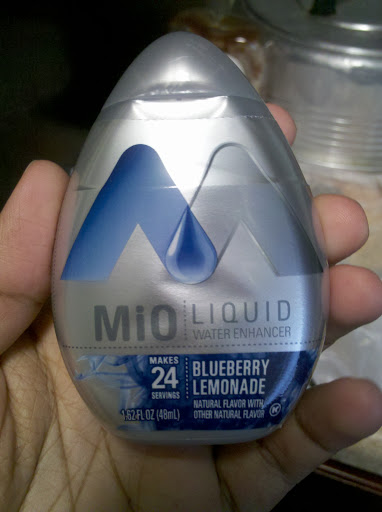 MiO
LIQUID
WATER ENHANCER
MAKES
24
SERVINGS
BLUEBERRY
LEMONADE
NATURAL FLAVOR WITH
OTHER NATURAL FLAVOR
K
1.62 FL OZ (48mL)